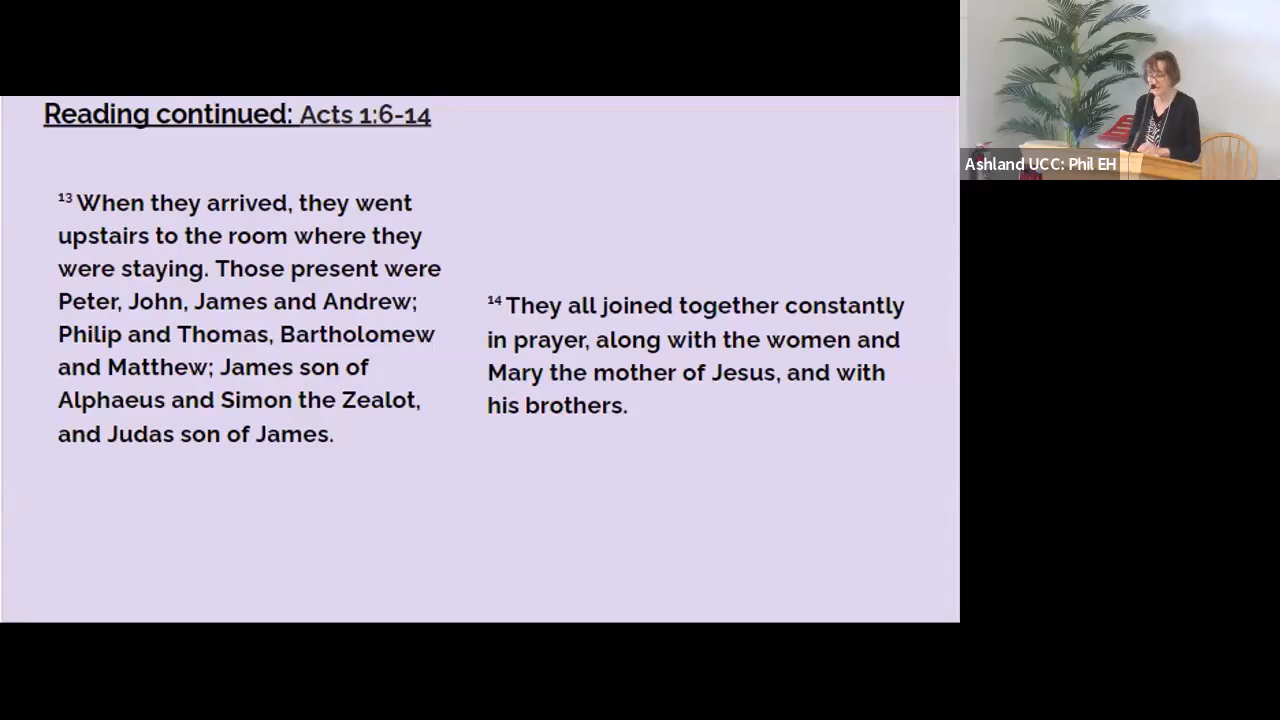 Reading continued: Acts 1:6-14
¹³ When they arrived, they went
upstairs to the room where they
were staying. Those present were
Peter, John, James and Andrew;
Philip and Thomas, Bartholomew
and Matthew; James son of
Alphaeus and Simon the Zealot,
and Judas son of James.
¹⁴ They all joined together constantly
in prayer, along with the women and
Mary the mother of Jesus, and with
his brothers.
Ashland UCC: Phil EH